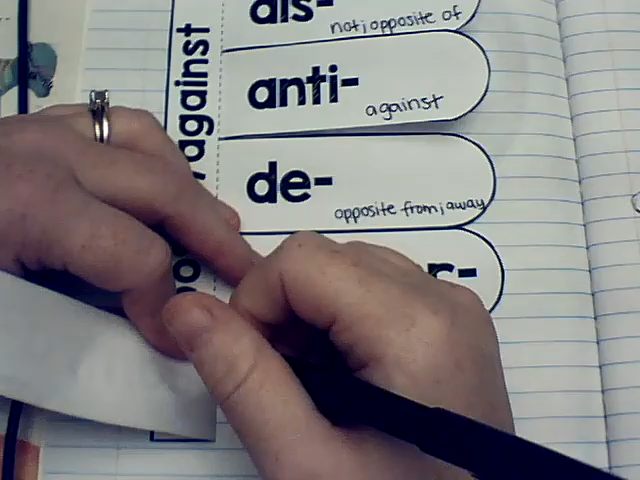 dis-
not; opposite of
anti-
against
de-
opposite from; away
r-
against